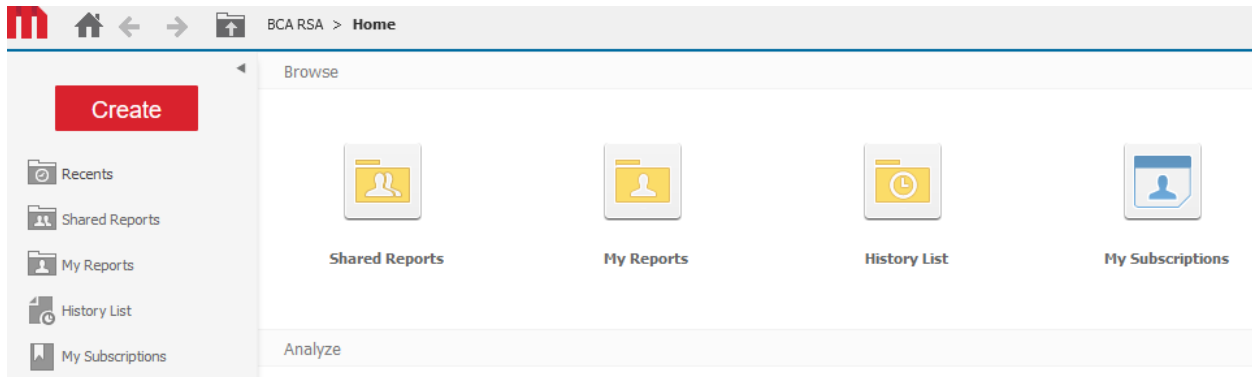 BCA RSA > Home
Browse
Create
Recents
Shared Reports
My Reports
History List
My Subscriptions
Shared Reports
My Reports
History List
My Subscriptions
Analyze